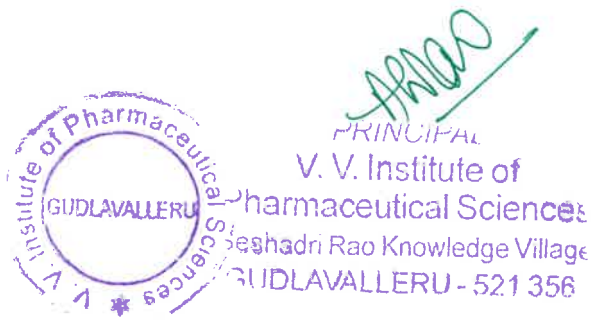 V. V. Institute of Pharmaceutical Sciences
GUDLAVALLERU
PRINCIPAL
V. V. Institute of
Pharmaceutical Sciences
Seshadri Rao Knowledge Village
GUDLAVALLERU - 521 356